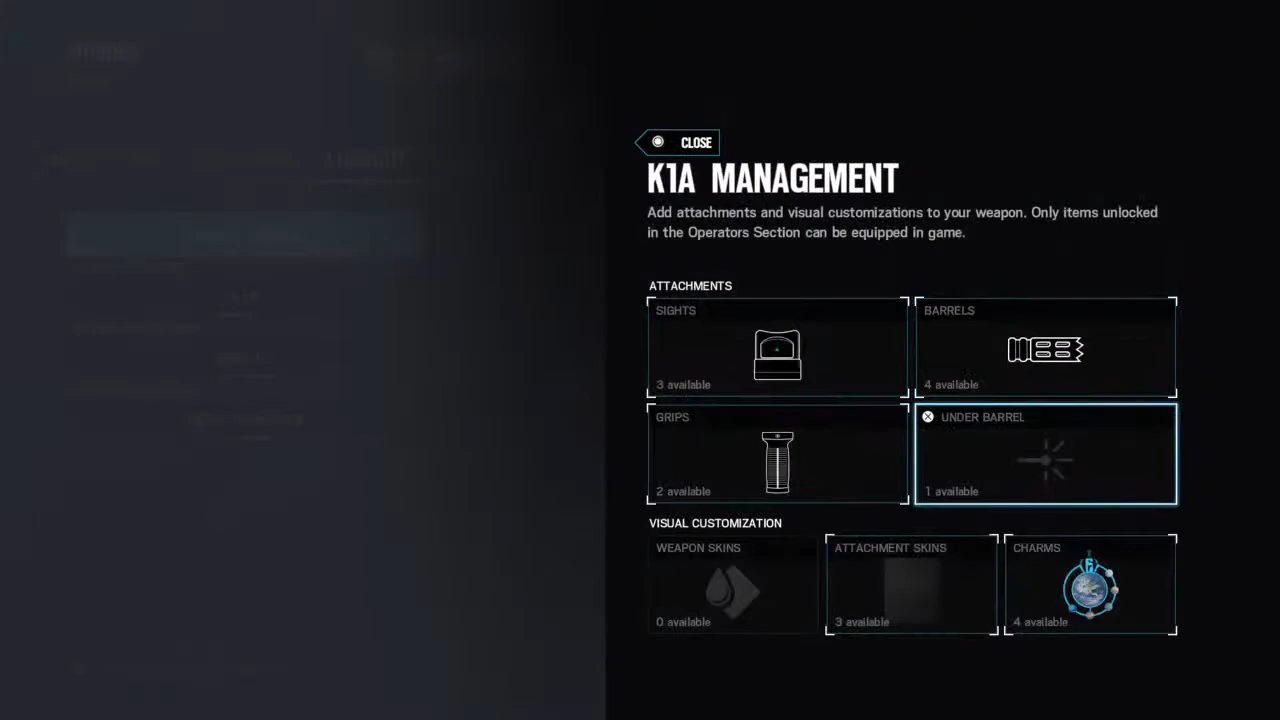 CLOSE
K1A MANAGEMENT
Add attachments and visual customizations to your weapon. Only items unlocked
in the Operators Section can be equipped in game.
ATTACHMENTS
SIGHTS
3 available
BARRELS
4 available
GRIPS
2 available
UNDER BARREL
1 available
VISUAL CUSTOMIZATION
WEAPON SKINS
0 available
ATTACHMENT SKINS
3 available
CHARMS
4 available